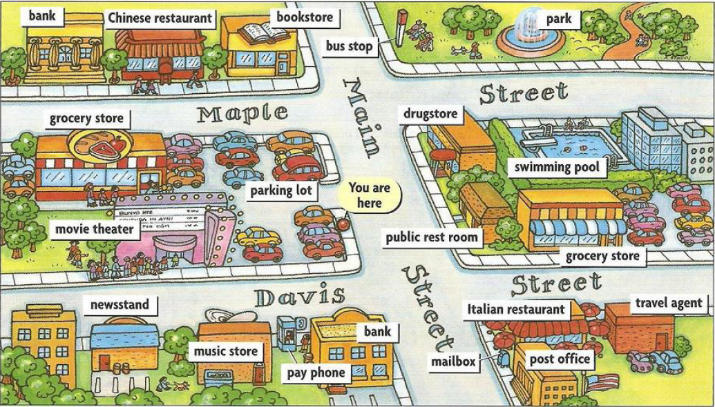 bank
Chinese restaurant
bookstore
park
bus stop
Maple
Main
Street
grocery store
drugstore
swimming pool
parking lot
You are
here
movie theater
public rest room
grocery store
Davis
Street
Street
newsstand
Italian restaurant
travel agent
bank
music store
mailbox
post office
pay phone